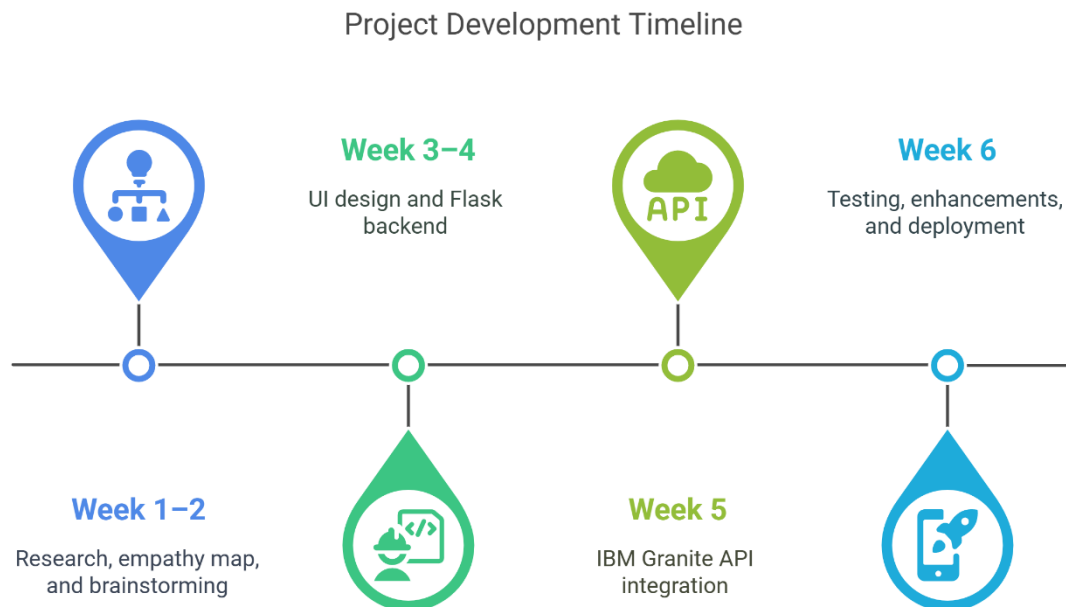 Project Development Timeline
Week 1–2
Research, empathy map,
and brainstorming
Week 3–4
UI design and Flask
backend
</>
API
Week 5
IBM Granite API
integration
Week 6
Testing, enhancements,
and deployment